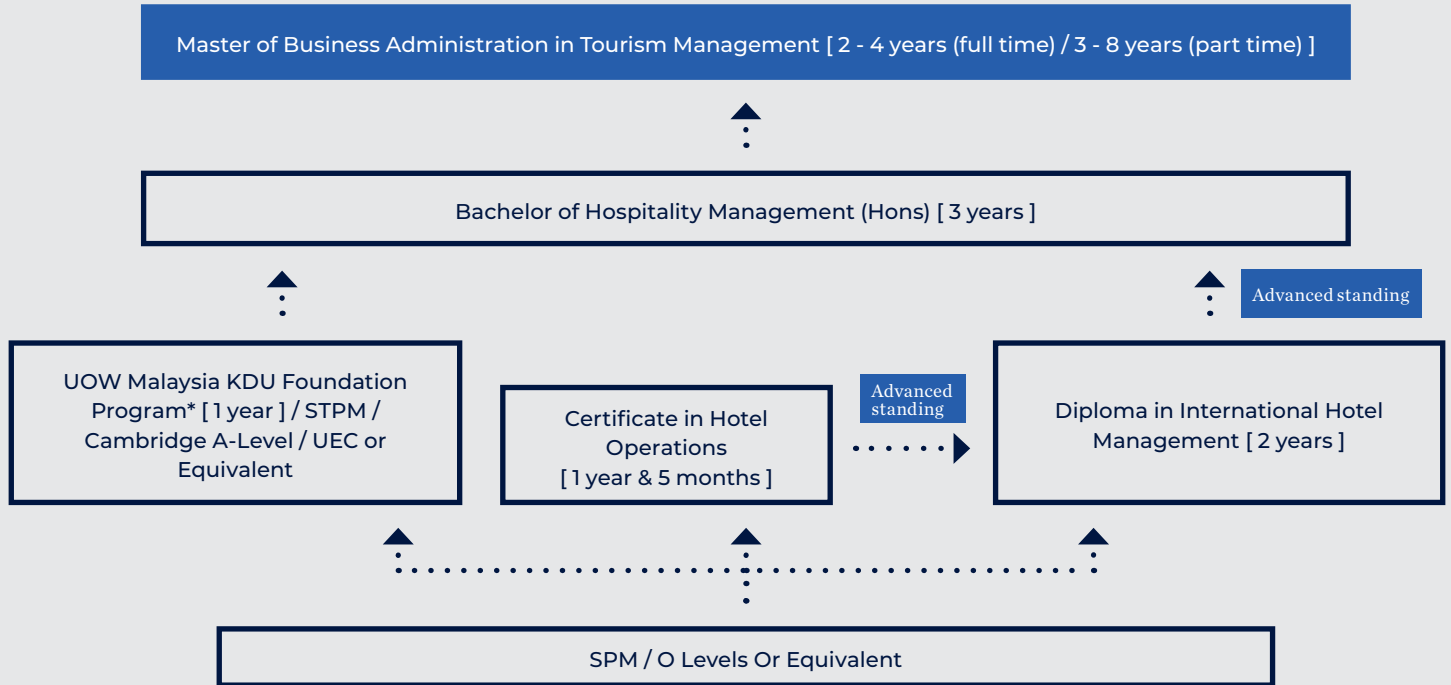 Master of Business Administration in Tourism Management [ 2 - 4 years (full time) / 3 - 8 years (part time) ]
Bachelor of Hospitality Management (Hons) [ 3 years ]
Advanced standing
UOW Malaysia KDU Foundation
Program* [ 1 year ] / STPM /
Cambridge A-Level / UEC or
Equivalent
Certificate in Hotel
Operations
[ 1 year & 5 months ]
Advanced
standing
Diploma in International Hotel
Management [ 2 years ]
SPM / O Levels Or Equivalent